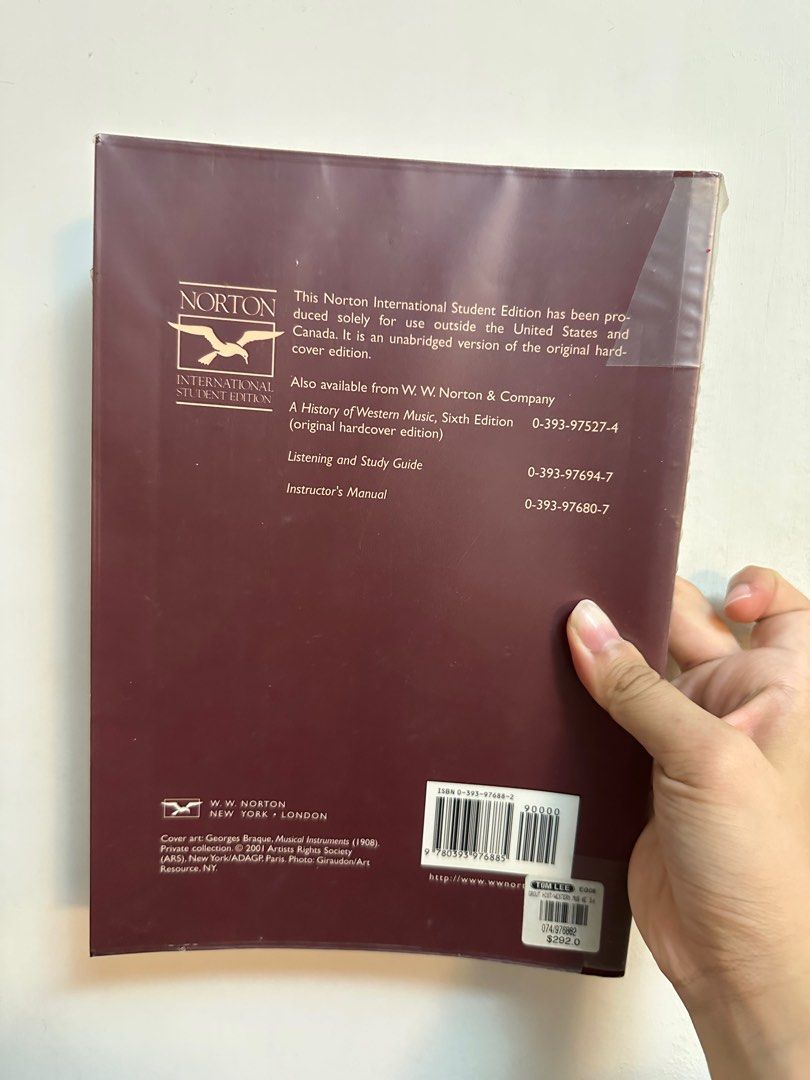 NORTON
INTERNATIONAL
STUDENT EDITION
This Norton International Student Edition has been pro-
duced solely for use outside the United States and
Canada. It is an unabridged version of the original hard-
cover edition.
Also available from W. W. Norton & Company
A History of Western Music, Sixth Edition 0-393-97527-4
(original hardcover edition)
Listening and Study Guide 0-393-97694-7
Instructor's Manual 0-393-97680-7
W. W. NORTON
NEW YORK • LONDON
Cover art: Georges Braque, Musical Instruments (1908).
Private collection. © 2001 Artists Rights Society
(ARS), New York/ADAGP, Paris. Photo: Giraudon/Art
Resource, NY.
ISBN 0-393-97688-2
90000
9 780393 976885
http://www.wwnor
TOM LEE
074/976882
$292.0